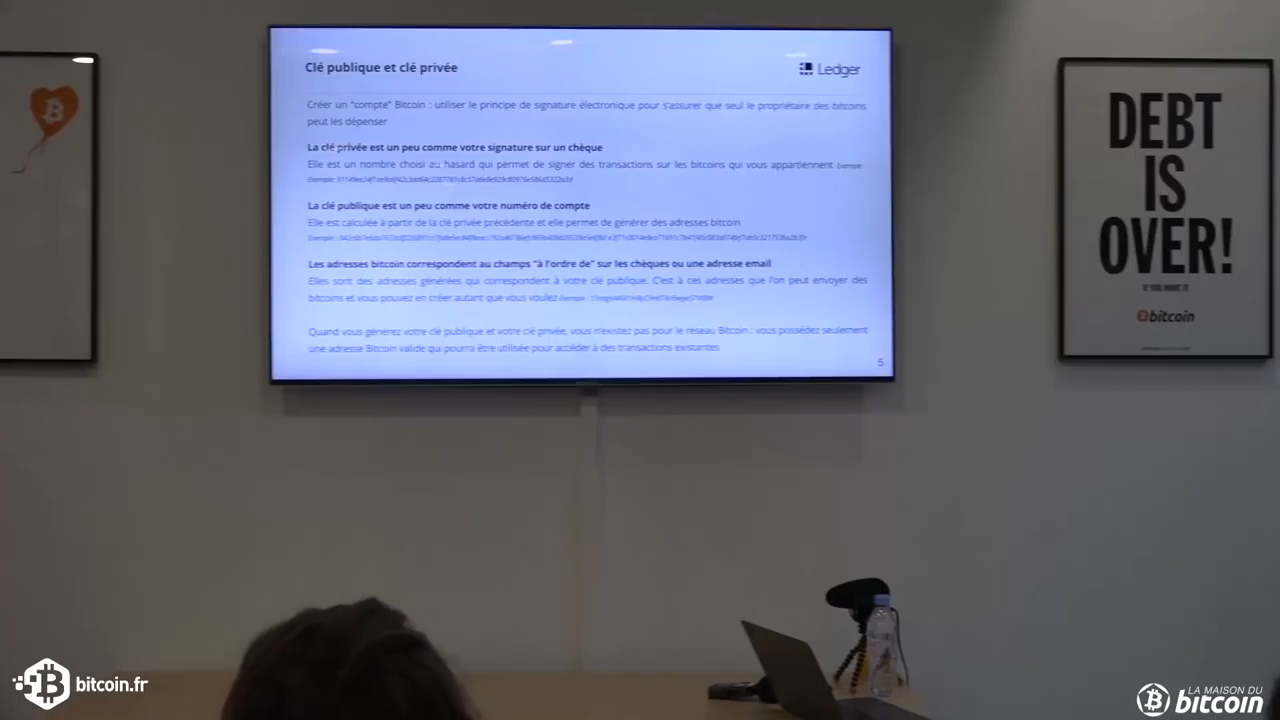 Clé publique et clé privée
Ledger
Créer un "compte" Bitcoin : utiliser le principe de signature électronique pour s'assurer que seul le propriétaire des bitcoins
peut les dépenser
La clé privée est un peu comme votre signature sur un chèque
Elle est un nombre choisi au hasard qui permet de signer des transactions sur les bitcoins qui vous appartiennent Exemple:
Exemple:
La clé publique est un peu comme votre numéro de compte
Elle est calculée à partir de la clé privée précédente et elle permet de générer des adresses bitcoin
Exemple :
Les adresses bitcoin correspondent au champs "à l'ordre de" sur les chèques ou une adresse email
Elles sont des adresses générées qui correspondent à votre clé publique. C'est à ces adresses que l'on peut envoyer des
bitcoins et vous pouvez en créer autant que vous voulez Exemple :
Quand vous générez votre clé publique et votre clé privée, vous n'existez pas pour le réseau Bitcoin : vous possédez seulement
une adresse Bitcoin valide qui pourra être utilisée pour accéder à des transactions existantes
5
DEBT
IS
OVER!
IF YOU WANT IT
bitcoin
bitcoin.fr
LA MAISON DU
bitcoin